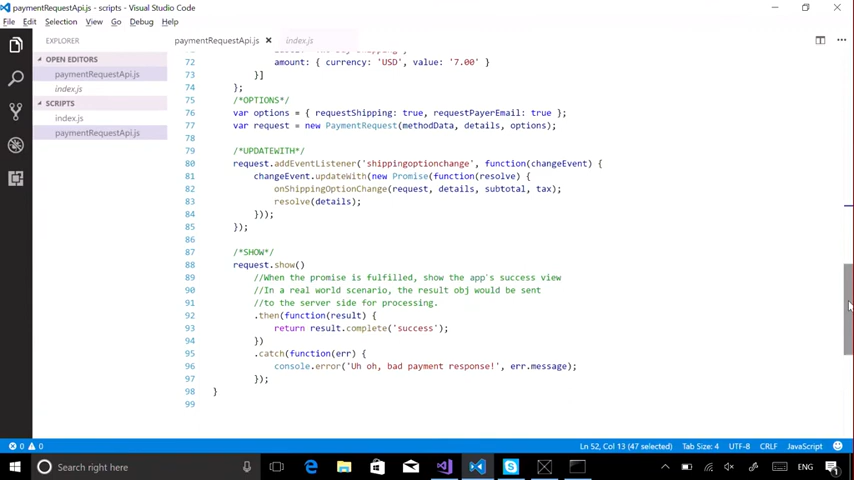 paymentRequestApi.js - scripts - Visual Studio Code
File Edit Selection View Go Debug Help
EXPLORER
paymentRequestApi.js
index.js
OPEN EDITORS
paymentRequestApi.js
index.js
SCRIPTS
index.js
paymentRequestApi.js
72 amount: { currency: 'USD', value: '7.00' }
73 }]
74 };
75 /*OPTIONS*/
76 var options = { requestShipping: true, requestPayerEmail: true };
77 var request = new PaymentRequest(methodData, details, options);
78
79 /*UPDATEWITH*/
80 request.addEventListener('shippingoptionchange', function(changeEvent) {
81 changeEvent.updateWith(new Promise(function(resolve) {
82 onShippingOptionChange(request, details, subtotal, tax);
83 resolve(details);
84 }));
85 });
86
87 /*SHOW*/
88 request.show()
89 //When the promise is fulfilled, show the app's success view
90 //In a real world scenario, the result obj would be sent
91 //to the server side for processing.
92 .then(function(result) {
93 return result.complete('success');
94 })
95 .catch(function(err) {
96 console.error('Uh oh, bad payment response!', err.message);
97 });
98 }
99
0 0
Ln 52, Col 13 (47 selected) Tab Size: 4 UTF-8 CRLF JavaScript
Search right here
ENG